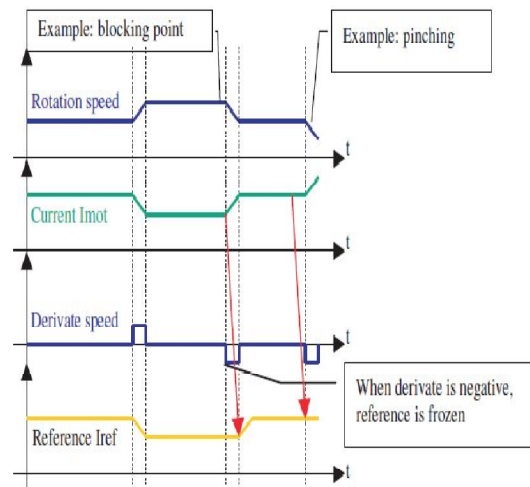 Example: blocking point
Example: pinching
Rotation speed
t
Current Imot
t
Derivate speed
t
When derivate is negative,
reference is frozen
Reference Iref
t